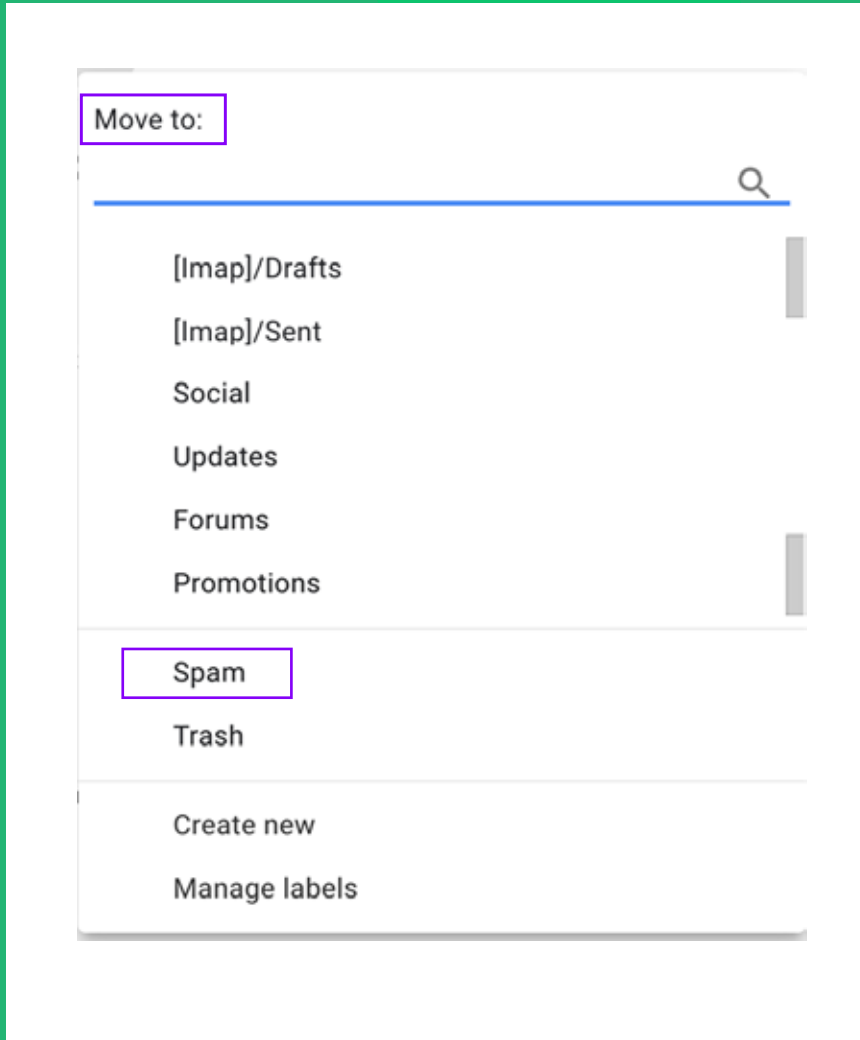 Move to:
[Imap]/Drafts
[Imap]/Sent
Social
Updates
Forums
Promotions
Spam
Trash
Create new
Manage labels